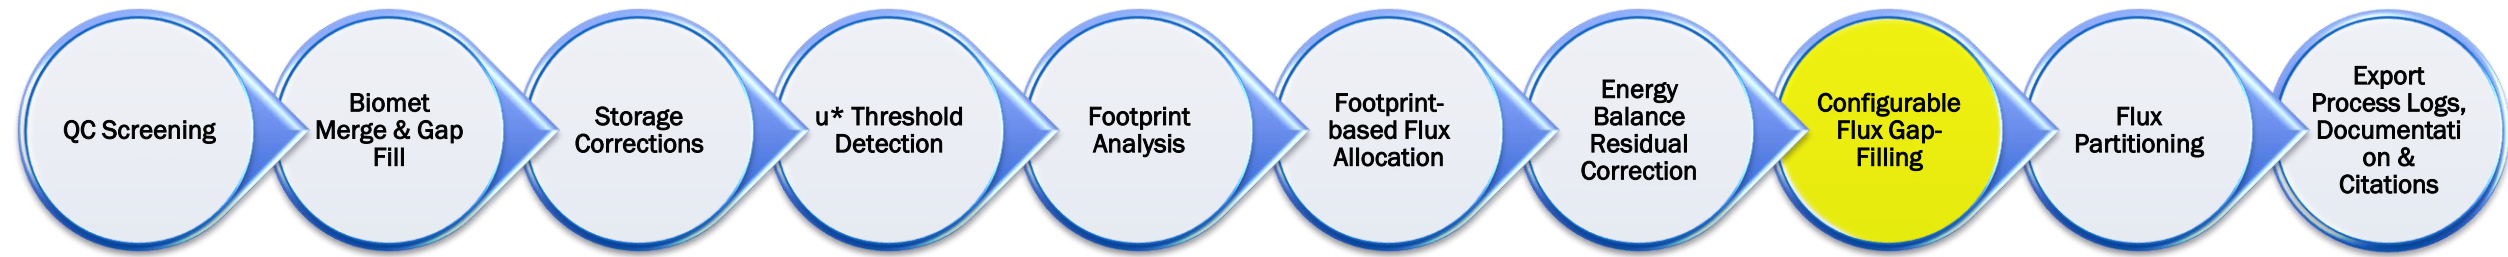 QC Screening
Biomet
Merge & Gap
Fill
Storage
Corrections
u* Threshold
Detection
Footprint
Analysis
Footprint-
based Flux
Allocation
Energy
Balance
Residual
Correction
Configurable
Flux Gap-
Filling
Flux
Partitioning
Export
Process Logs,
Documentati
on &
Citations